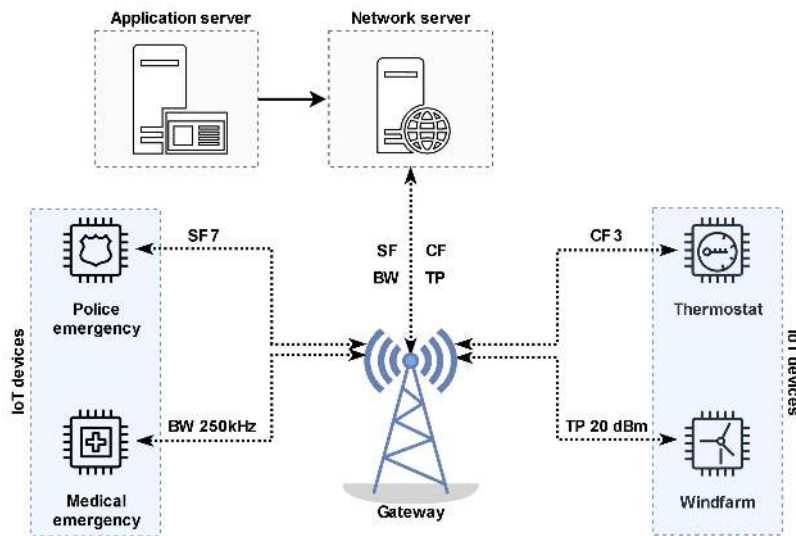 Application server
Network server
SF 7
SF
CF
BW
TP
CF 3
Police
emergency
Thermostat
IoT devices
IoT devices
BW 250kHz
TP 20 dBm
Medical
emergency
Gateway
Windfarm